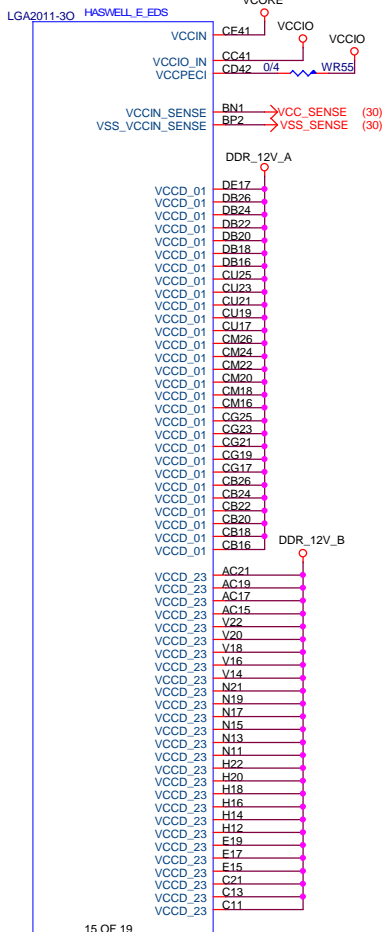 VCORE
LGA2011-3O HASWELL_E_EDS
VCCIO
VCCIN CE41
VCCIO
VCCIO_IN CC41
VCCPECI CD42 0/4 WR55
VCCIN_SENSE BN1 VCC_SENSE (30)
VSS_VCCIN_SENSE BP2 VSS_SENSE (30)
DDR_12V_A
VCCD_01 DE17
VCCD_01 DB26
VCCD_01 DB24
VCCD_01 DB22
VCCD_01 DB20
VCCD_01 DB18
VCCD_01 DB16
VCCD_01 CU25
VCCD_01 CU23
VCCD_01 CU21
VCCD_01 CU19
VCCD_01 CU17
VCCD_01 CM26
VCCD_01 CM24
VCCD_01 CM22
VCCD_01 CM20
VCCD_01 CM18
VCCD_01 CM16
VCCD_01 CG25
VCCD_01 CG23
VCCD_01 CG21
VCCD_01 CG19
VCCD_01 CG17
VCCD_01 CB26
VCCD_01 CB24
VCCD_01 CB22
VCCD_01 CB20
VCCD_01 CB18
VCCD_01 CB16
DDR_12V_B
VCCD_23 AC21
VCCD_23 AC19
VCCD_23 AC17
VCCD_23 AC15
VCCD_23 V22
VCCD_23 V20
VCCD_23 V18
VCCD_23 V16
VCCD_23 V14
VCCD_23 N21
VCCD_23 N19
VCCD_23 N17
VCCD_23 N15
VCCD_23 N13
VCCD_23 N11
VCCD_23 H22
VCCD_23 H20
VCCD_23 H18
VCCD_23 H16
VCCD_23 H14
VCCD_23 H12
VCCD_23 E19
VCCD_23 E17
VCCD_23 E15
VCCD_23 C21
VCCD_23 C13
VCCD_23 C11
15 OF 19